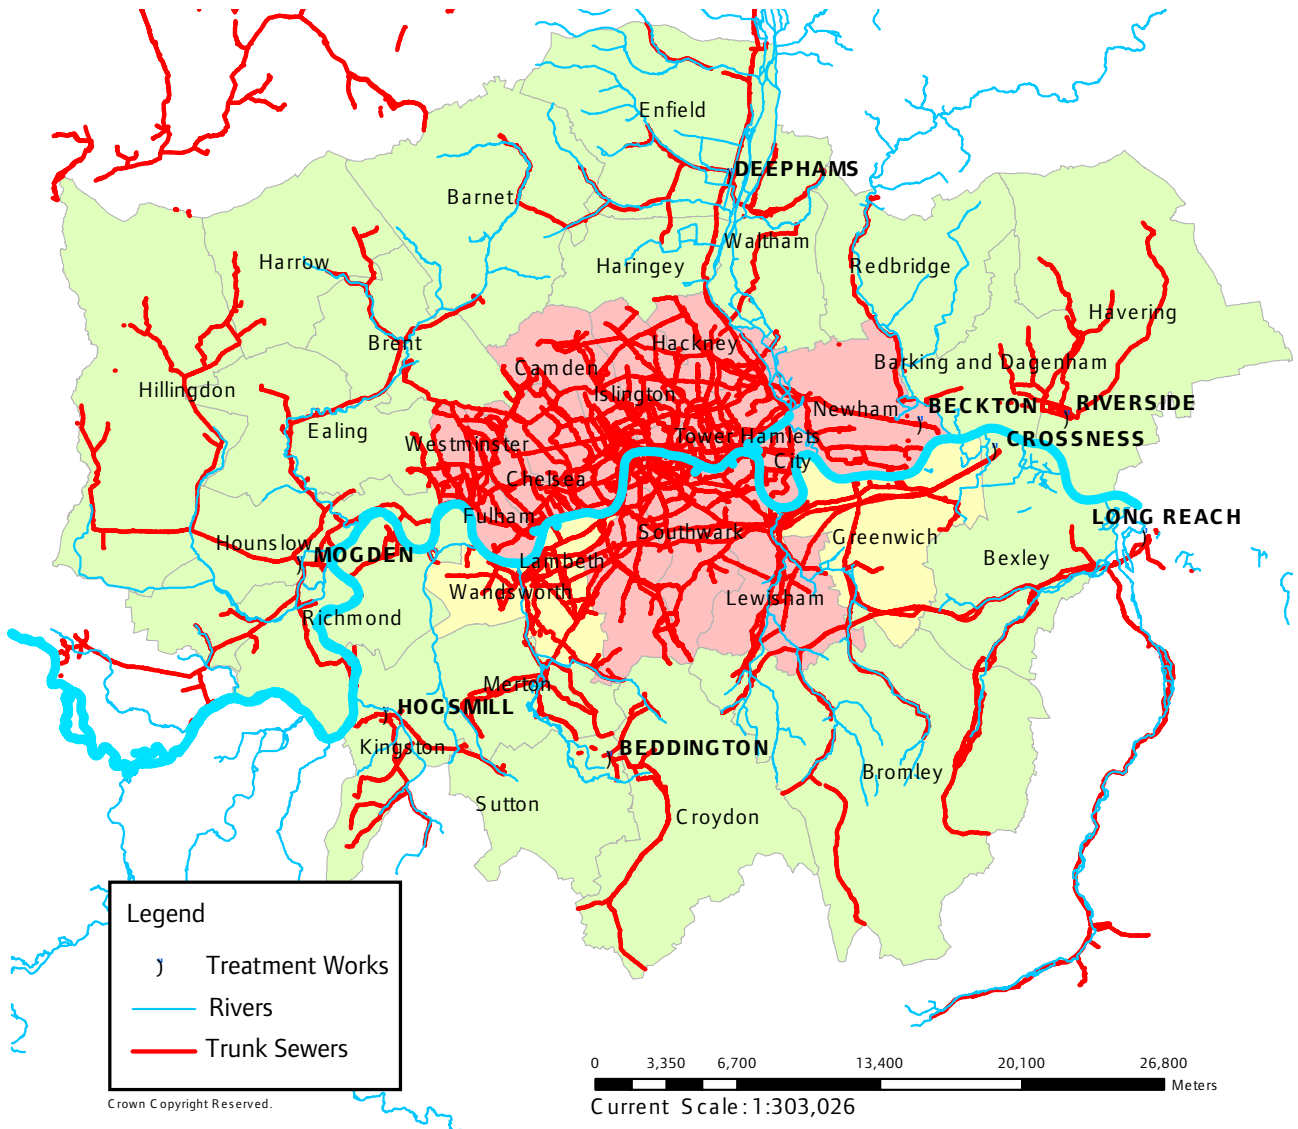 Enfield
DEEPHAMS
Barnet
Waltham
Harrow
Haringey
Redbridge
Havering
Brent
Hackney
Camden
Barking and Dagenham
Hillingdon
Islington
Newham
BECKTON
RIVERSIDE
Ealing
Westminster
Tower Hamlets
CROSSNESS
City
Chelsea
Fulham
LONG REACH
Southwark
Greenwich
Hounslow
MOGDEN
Lambeth
Bexley
Wandsworth
Lewisham
Richmond
Merton
HOGSMILL
Kingston
BEDDINGTON
Bromley
Sutton
Croydon
Legend
Treatment Works
Rivers
Trunk Sewers
Crown Copyright Reserved.
0 3,350 6,700 13,400 20,100 26,800
Meters
Current Scale: 1:303,026